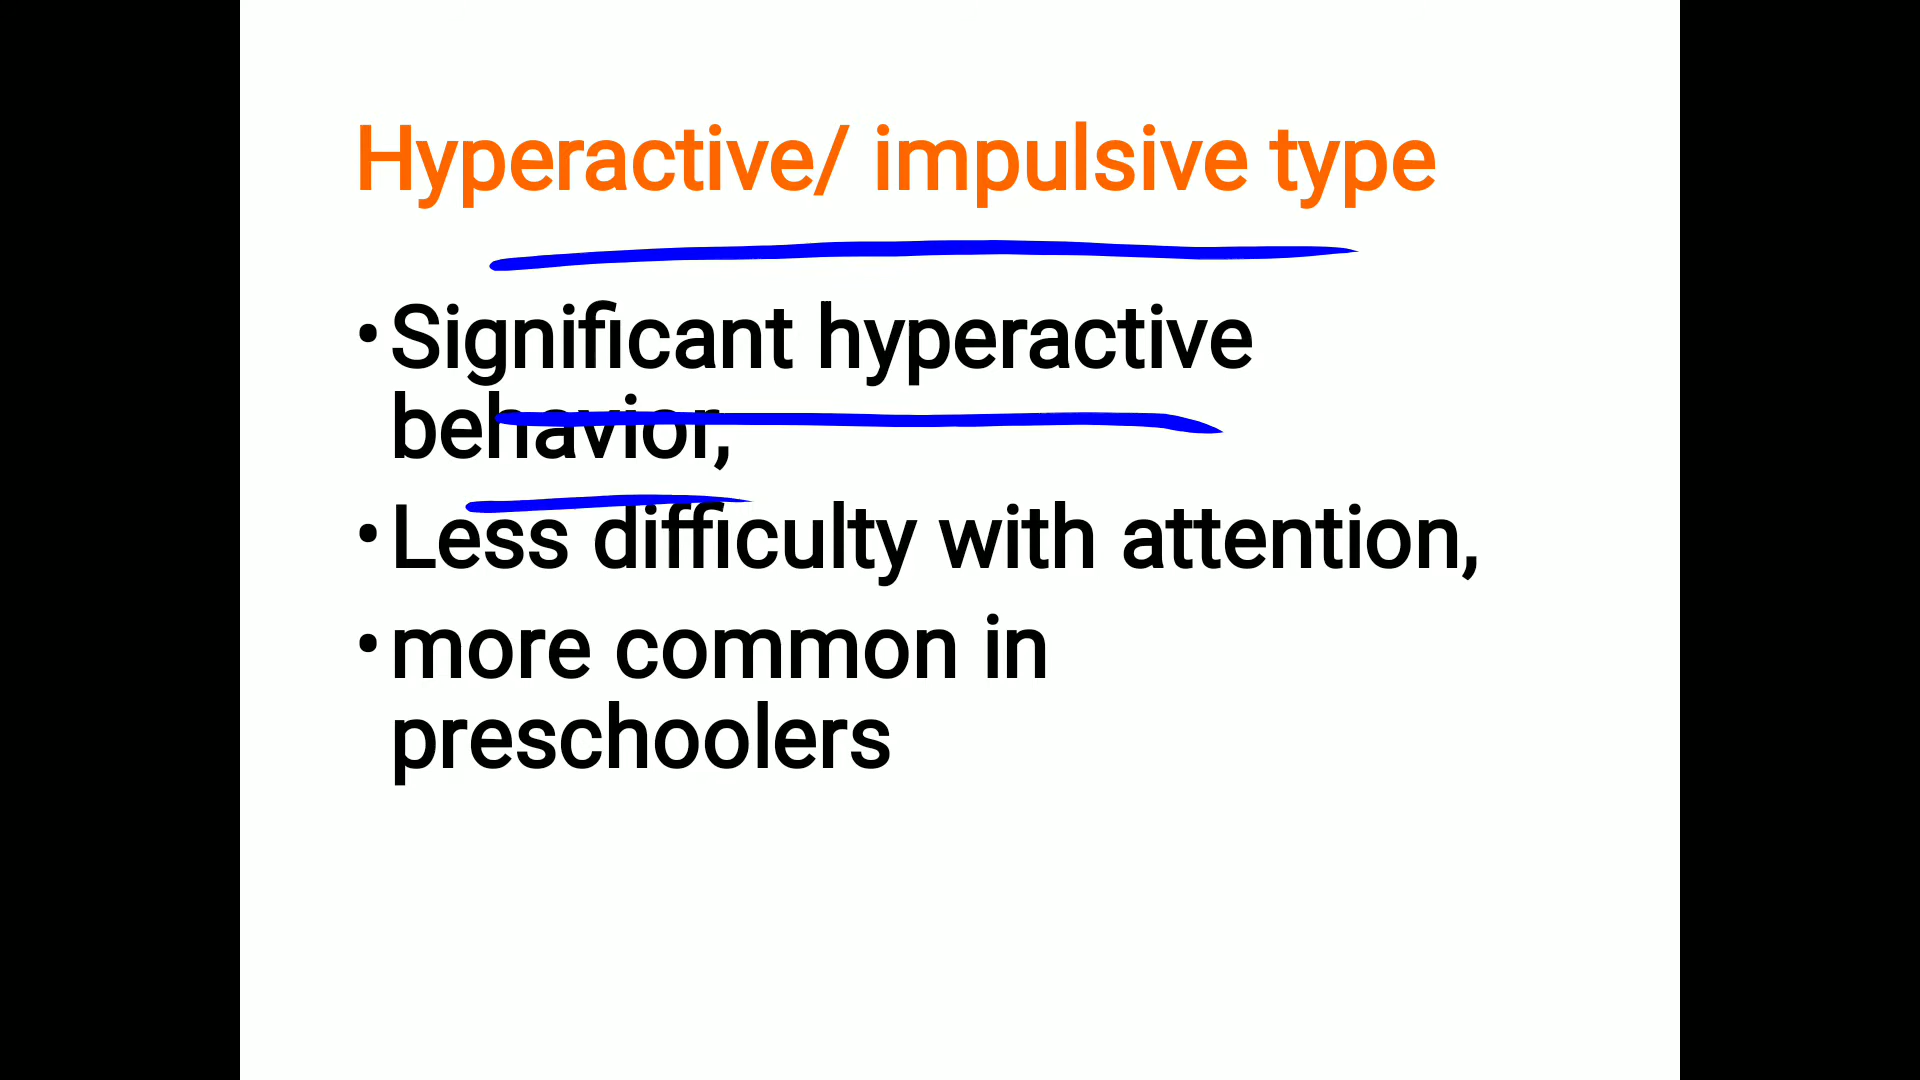 Hyperactive/ impulsive type
•Significant hyperactive
behavior,
•Less difficulty with attention,
•more common in
preschoolers